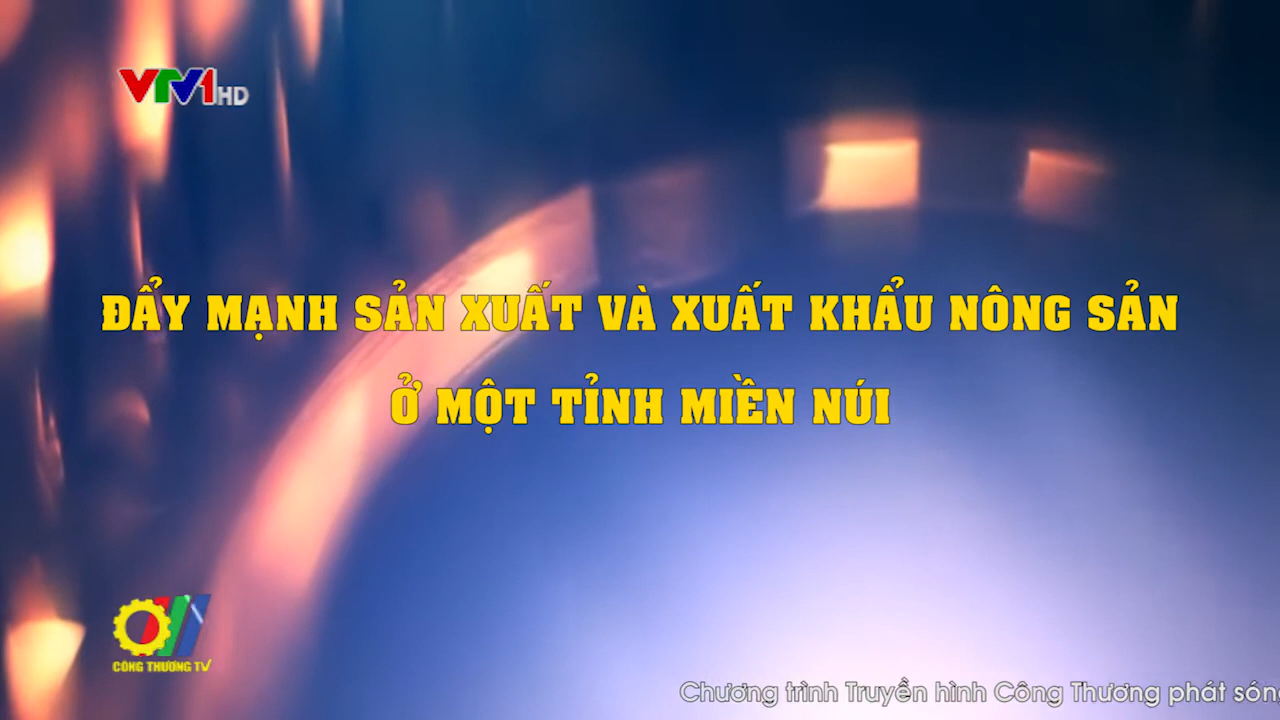 VTV1 HD
ĐẨY MẠNH SẢN XUẤT VÀ XUẤT KHẨU NÔNG SẢN
Ở MỘT TỈNH MIỀN NÚI
CÔNG THƯƠNG TV
Chương trình Truyền hình Công Thương phát sóng